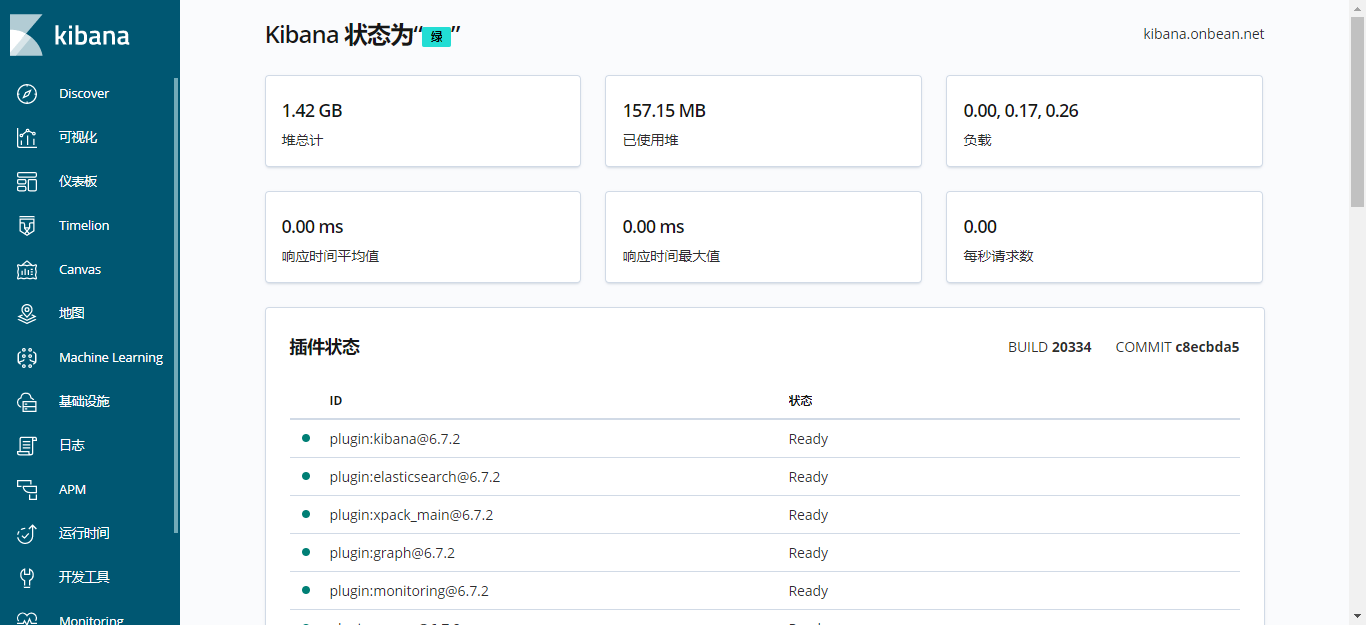 kibana
Discover
可视化
仪表板
Timelion
Canvas
地图
Machine Learning
基础设施
日志
APM
运行时间
开发工具
Monitoring
Kibana 状态为“绿”
kibana.onbean.net
1.42 GB
堆总计
157.15 MB
已使用堆
0.00, 0.17, 0.26
负载
0.00 ms
响应时间平均值
0.00 ms
响应时间最大值
0.00
每秒请求数
插件状态
BUILD 20334 COMMIT c8ecbda5
ID 状态
plugin:kibana@6.7.2 Ready
plugin:elasticsearch@6.7.2 Ready
plugin:xpack_main@6.7.2 Ready
plugin:graph@6.7.2 Ready
plugin:monitoring@6.7.2 Ready